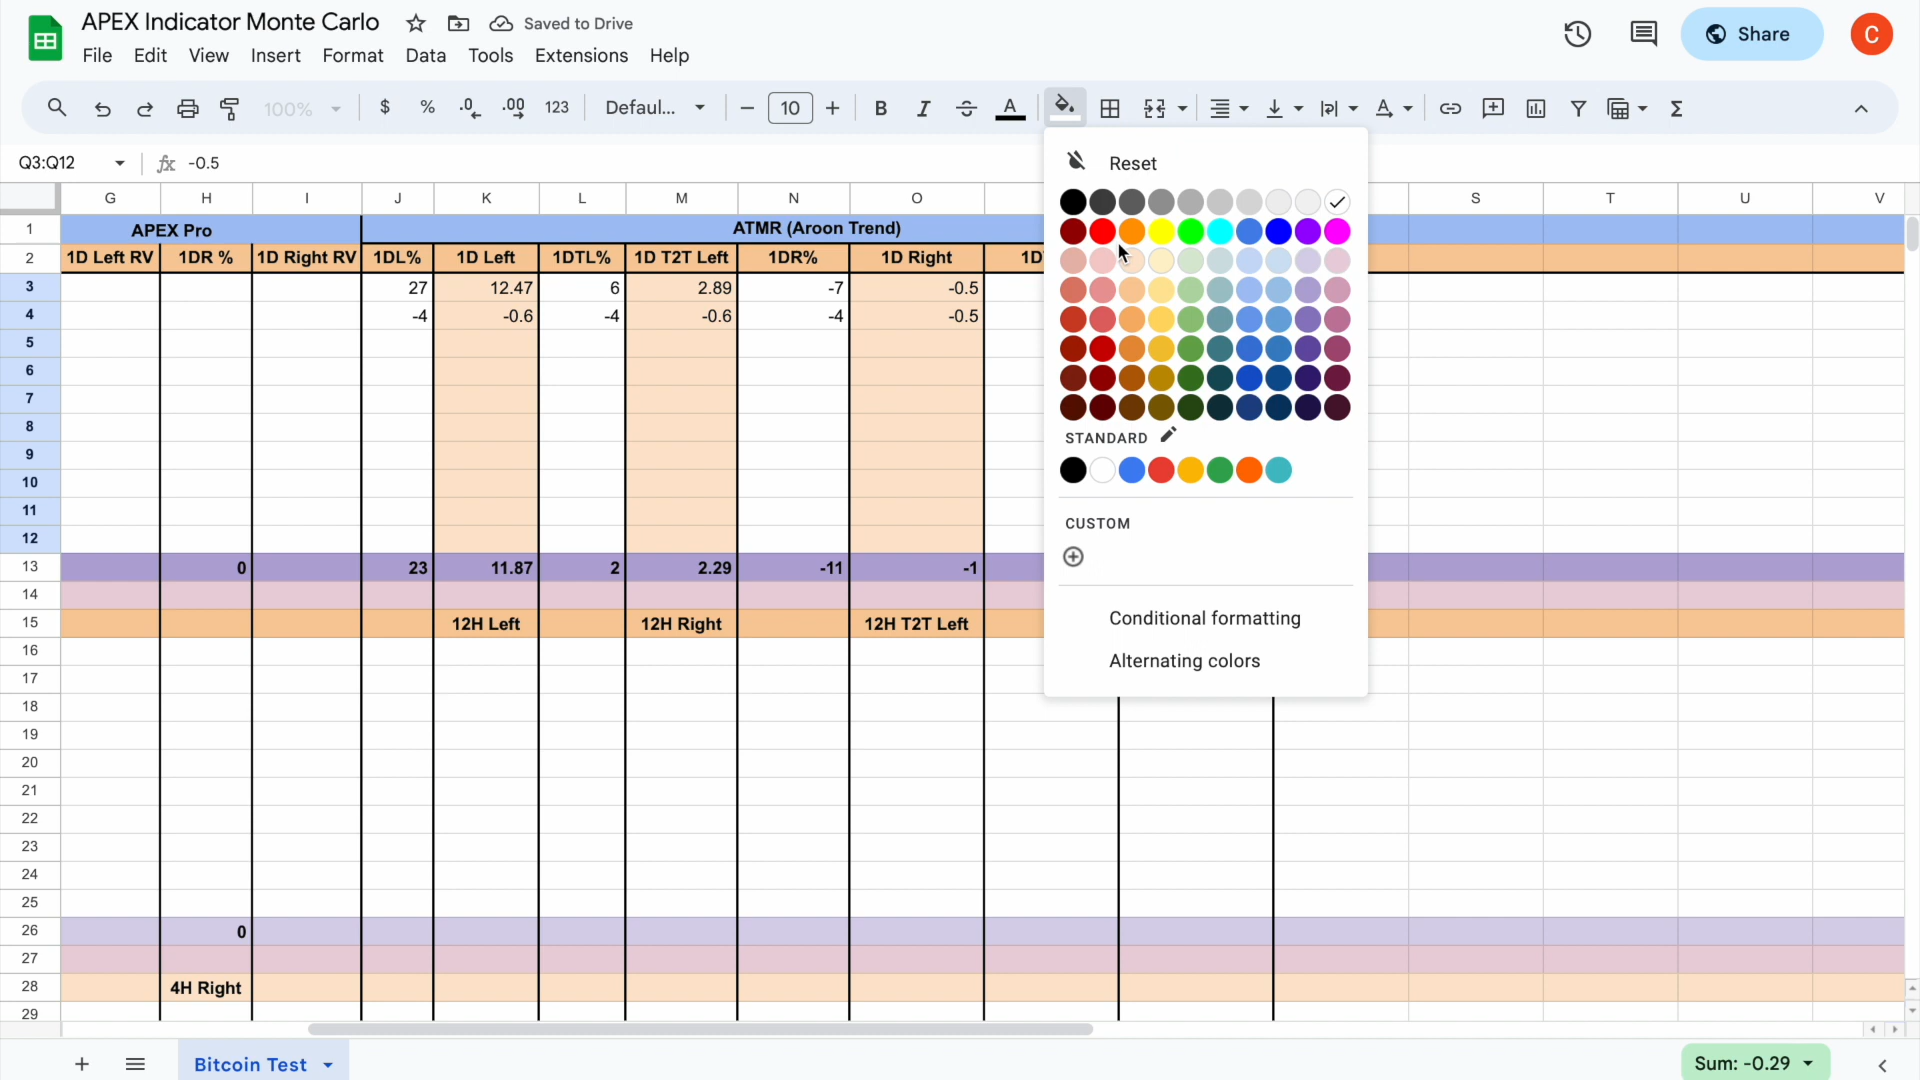 APEX Indicator Monte Carlo Saved to Drive
File Edit View Insert Format Data Tools Extensions Help
Share
C
100% $ % .0 .00 123 Defaul... 10 B I A
Q3:Q12 fx -0.5
Reset
G H I J K L M N O S T U V
1 APEX Pro ATMR (Aroon Trend)
2 1D Left RV 1DR % 1D Right RV 1DL% 1D Left 1DTL% 1D T2T Left 1DR% 1D Right 1D
3 27 12.47 6 2.89 -7 -0.5
4 -4 -0.6 -4 -0.6 -4 -0.5
5
6
7
8
9
10
11
12
13 0 23 11.87 2 2.29 -11 -1
14
15 12H Left 12H Right 12H T2T Left
16
17
18
19
20
21
22
23
24
25
26 0
27
28 4H Right
29
STANDARD
CUSTOM
Conditional formatting
Alternating colors
Bitcoin Test
Sum: -0.29